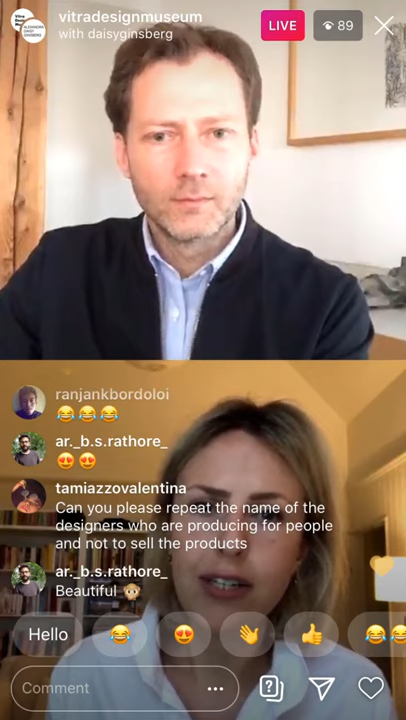 vitradesignmuseum
with daisyginsberg
LIVE
89
ranjankbordoloi
😂😂😂
ar._b.s.rathore_
😍😍
tamiazzovalentina
Can you please repeat the name of the
designers who are producing for people
and not to sell the products
ar._b.s.rathore_
Beautiful 🐵
Hello
😂
😍
👋
👍
😂😂
Comment